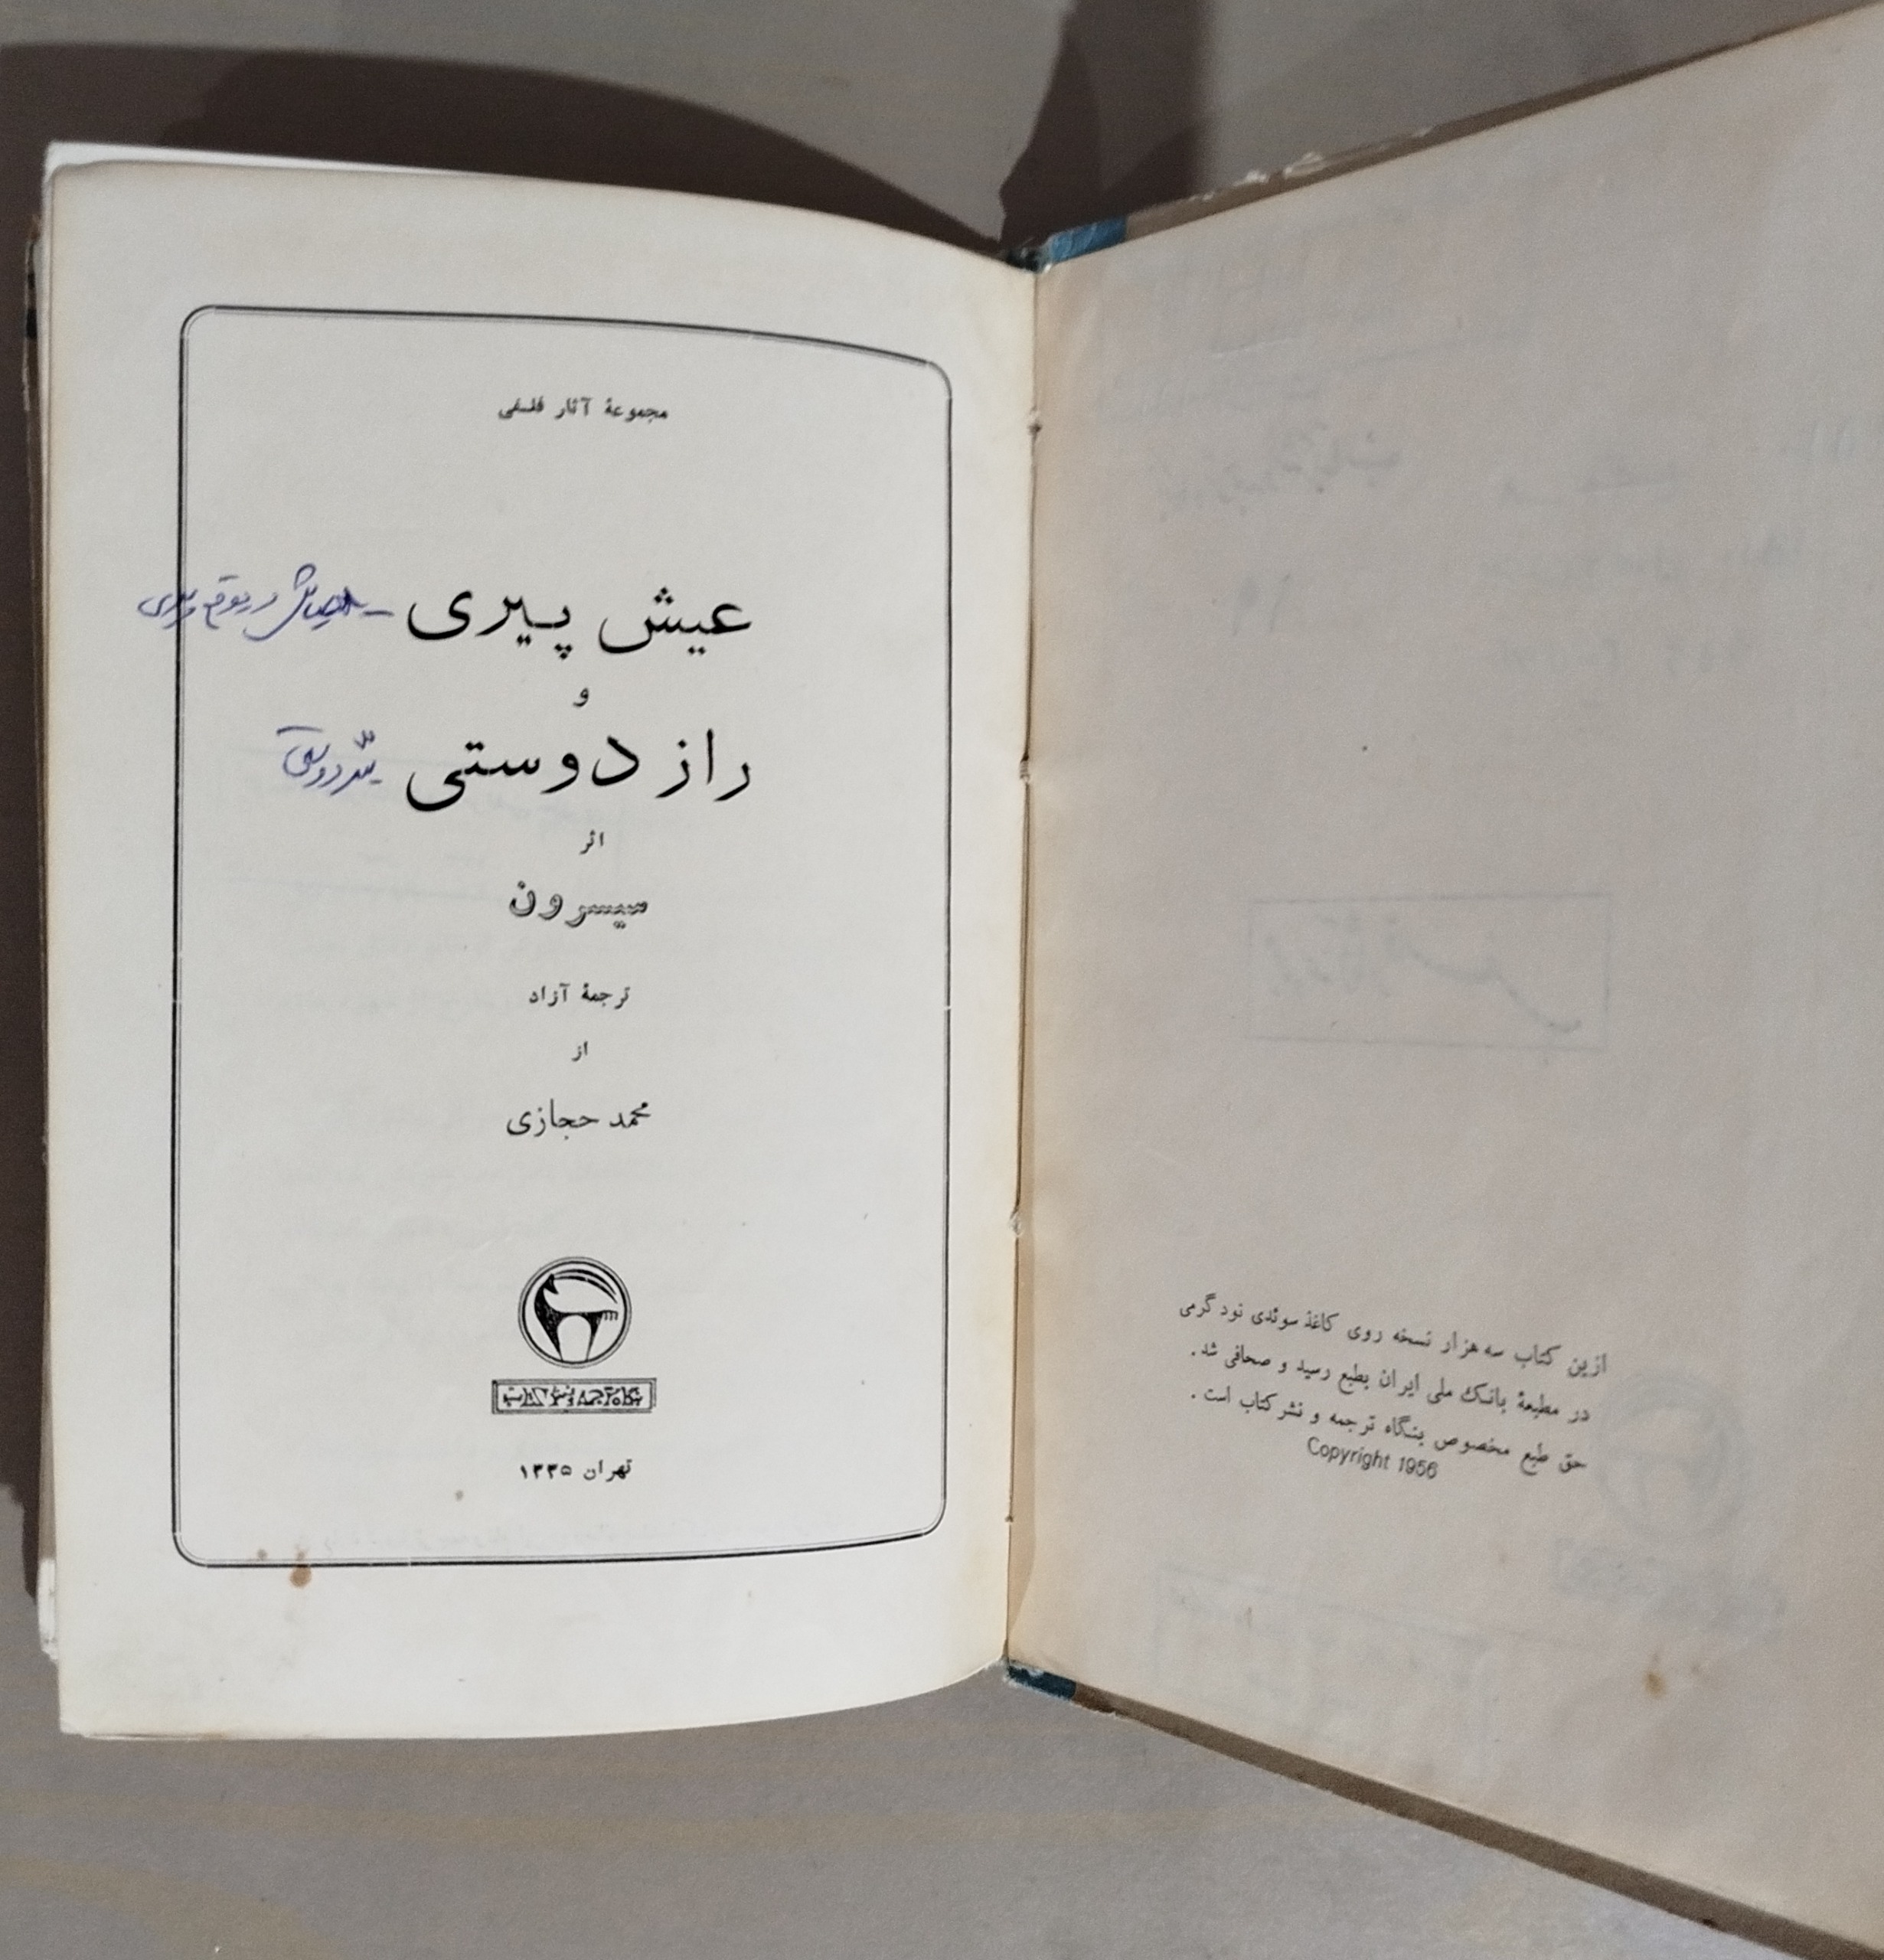 ازین کتاب سه هزار نسخه روی کاغذ سوئدی نود گرمی
در مطبعهٔ بانک ملی ایران بطبع رسید و صحافی شد.
حق طبع مخصوص بنگاه ترجمه و نشر کتاب است.
Copyright 1956
مجموعهٔ آثار فلسفی
عیش پیری
و
راز دوستی
اثر
سیسرون
ترجمهٔ آزاد
از
محمد حجازی
بنگاه ترجمه و نشر کتاب
تهران ۱۳۳۵